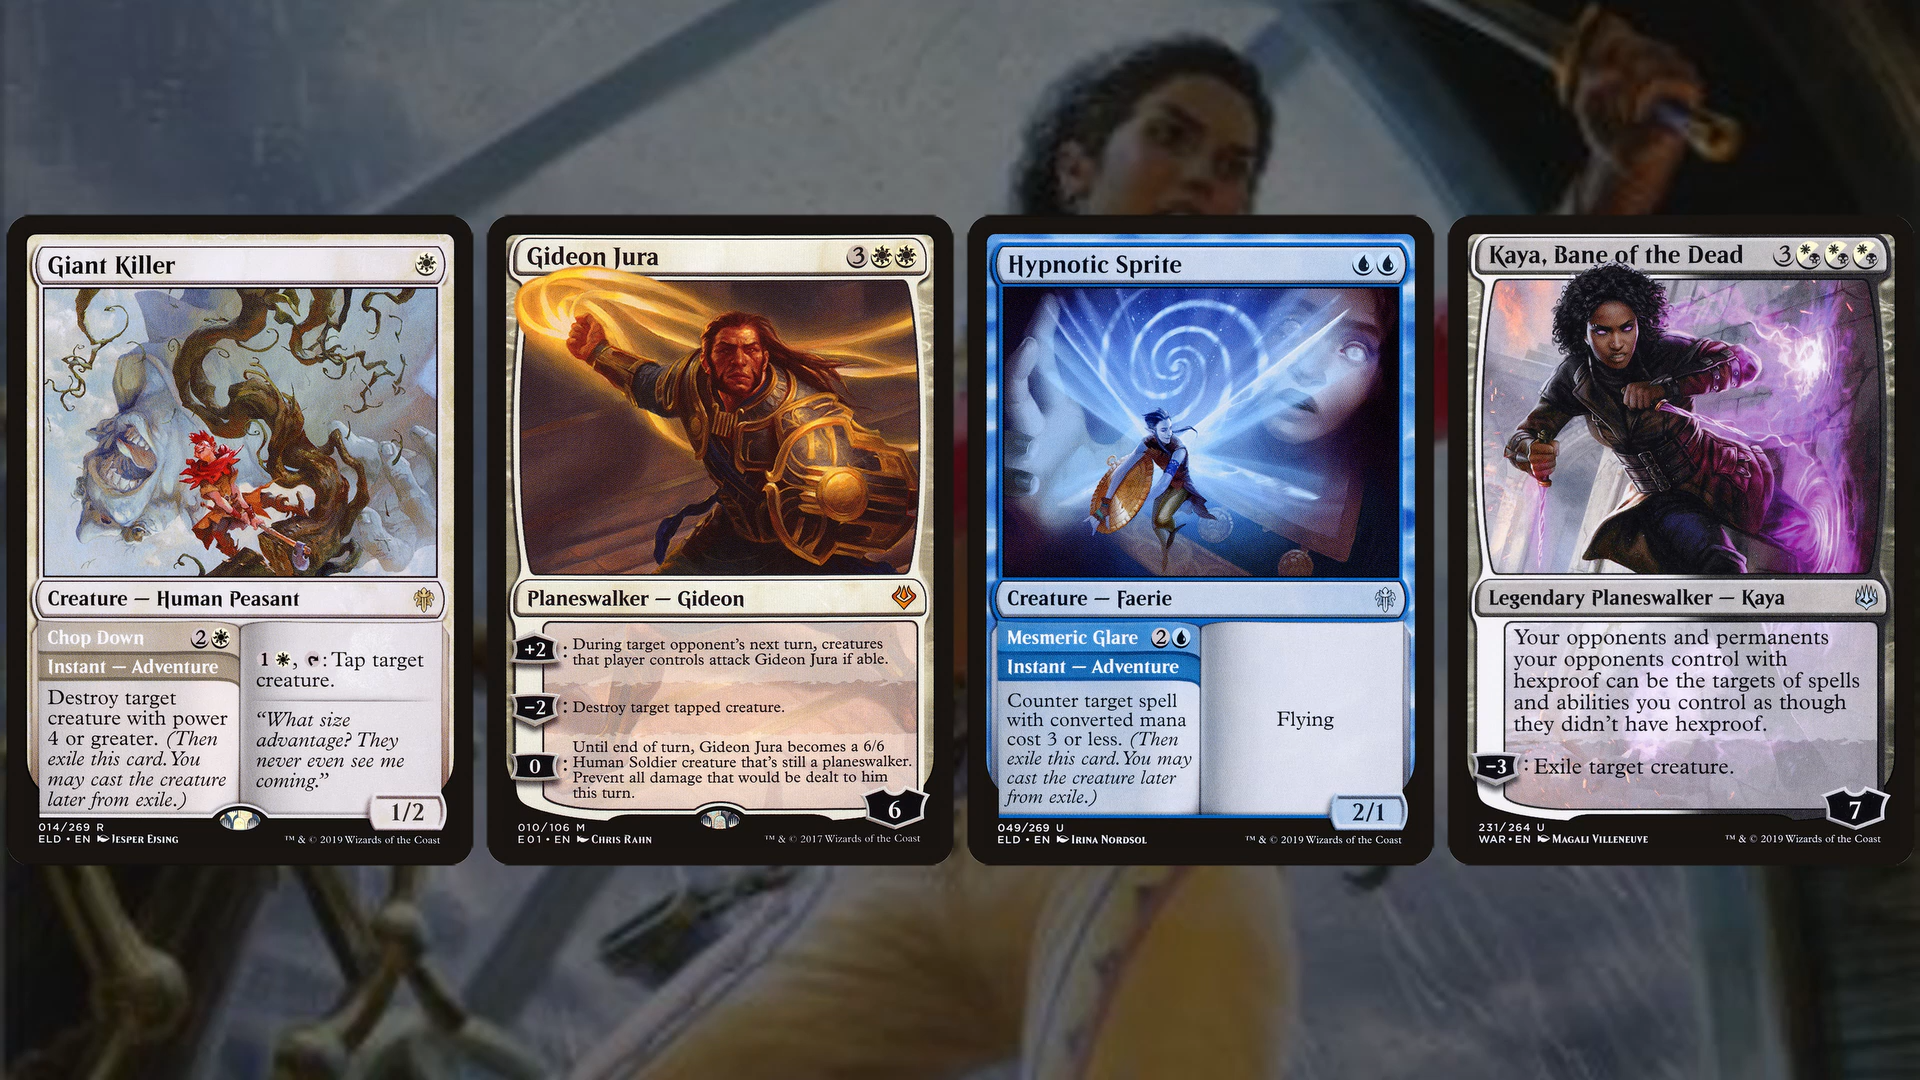 Giant Killer
Creature — Human Peasant
Chop Down 2
Instant — Adventure
Destroy target
creature with power
4 or greater. (Then
exile this card. You
may cast the creature
later from exile.)
1 , : Tap target
creature.
“What size
advantage? They
never even see me
coming.”
1/2
014/269 R
ELD • EN Jesper Ejsing
™ & © 2019 Wizards of the Coast
Gideon Jura 3
Planeswalker — Gideon
+2 : During target opponent’s next turn, creatures
that player controls attack Gideon Jura if able.
−2 : Destroy target tapped creature.
0 : Until end of turn, Gideon Jura becomes a 6/6
Human Soldier creature that’s still a planeswalker.
Prevent all damage that would be dealt to him
this turn.
6
010/106 M
E01 • EN Chris Rahn
™ & © 2017 Wizards of the Coast
Hypnotic Sprite
Creature — Faerie
Mesmeric Glare 2
Instant — Adventure
Counter target spell
with converted mana
cost 3 or less. (Then
exile this card. You may
cast the creature later
from exile.)
Flying
2/1
049/269 U
ELD • EN Irina Nordsol
™ & © 2019 Wizards of the Coast
Kaya, Bane of the Dead 3
Legendary Planeswalker — Kaya
Your opponents and permanents
your opponents control with
hexproof can be the targets of spells
and abilities you control as though
they didn’t have hexproof.
−3 : Exile target creature.
7
231/264 U
WAR • EN Magali Villeneuve
™ & © 2019 Wizards of the Coast